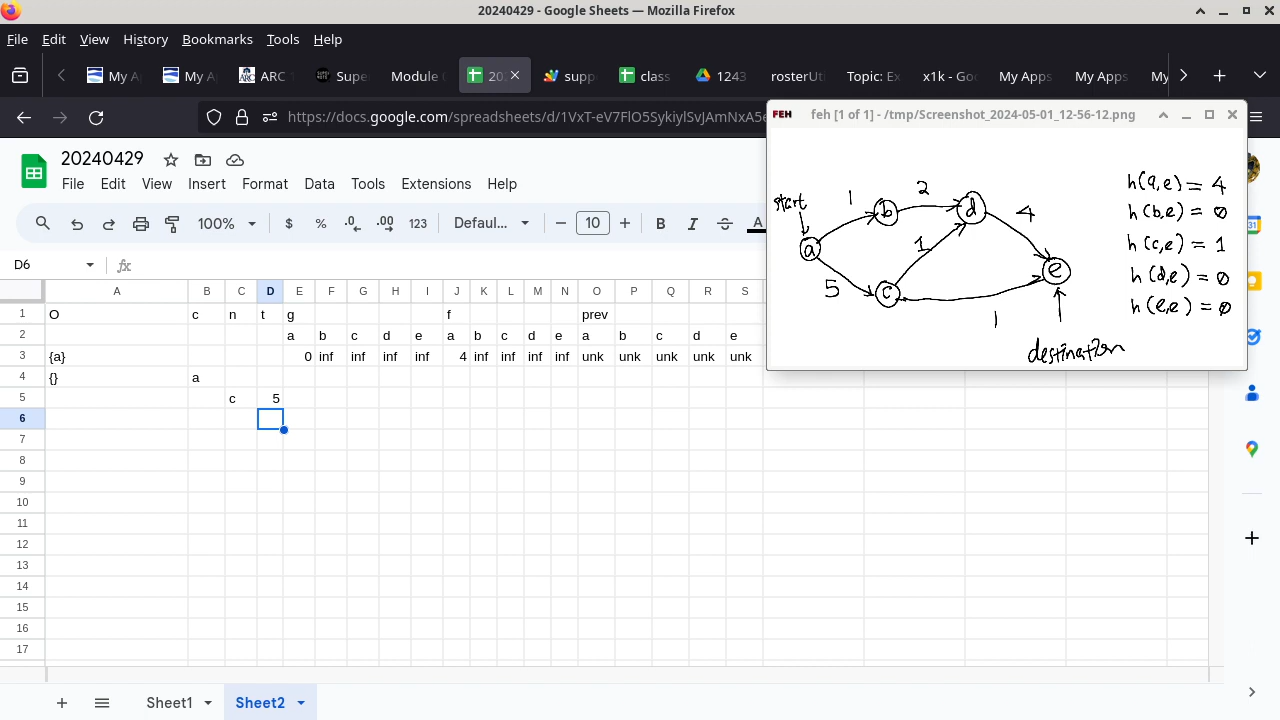 20240429 - Google Sheets — Mozilla Firefox
File Edit View History Bookmarks Tools Help
My A My A ARC Supe Module 20 × supp class 1243 rosterUt Topic: Ex x1k - Goo My Apps My Apps My
https://docs.google.com/spreadsheets/d/1VxT-eV7FlO5SykiylSvJAmNxA5e
FEH feh [1 of 1] - /tmp/Screenshot_2024-05-01_12-56-12.png
20240429
File Edit View Insert Format Data Tools Extensions Help
100% $ % .0 .00 123 Defaul... − 10 + B I S A
D6 fx
start 1 b 2 d 4 h(a,e) = 4
h(b,e) = 0
a 1 e h(c,e) = 1
5 c h(d,e) = 0
1 h(e,e) = 0
destination
A B C D E F G H I J K L M N O P Q R S
1 O c n t g f prev
2 a b c d e a b c d e a b c d e
3 {a} 0 inf inf inf inf 4 inf inf inf inf unk unk unk unk unk
4 {} a
5 c 5
6
7
8
9
10
11
12
13
14
15
16
17
Sheet1 Sheet2